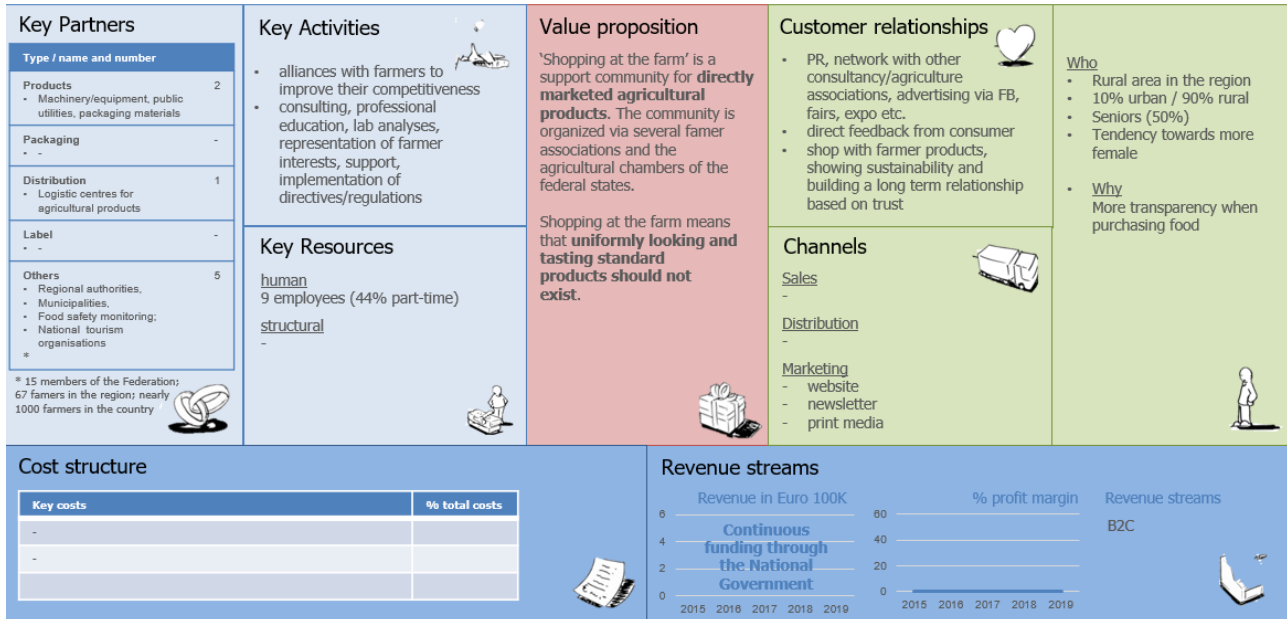 Key Partners
Type / name and number
Products 2
• Machinery/equipment, public
utilities, packaging materials
Packaging -
• -
Distribution 1
• Logistic centres for
agricultural products
Label -
• -
Others 5
• Regional authorities,
• Municipalities,
• Food safety monitoring;
• National tourism
organisations
*
* 15 members of the Federation;
67 famers in the region; nearly
1000 farmers in the country
Key Activities
• alliances with farmers to
improve their competitiveness
• consulting, professional
education, lab analyses,
representation of farmer
interests, support,
implementation of
directives/regulations
Key Resources
human
9 employees (44% part-time)
structural
-
Value proposition
‘Shopping at the farm’ is a
support community for directly
marketed agricultural
products. The community is
organized via several famer
associations and the
agricultural chambers of the
federal states.
Shopping at the farm means
that uniformly looking and
tasting standard
products should not
exist.
Customer relationships
• PR, network with other
consultancy/agriculture
associations, advertising via FB,
fairs, expo etc.
• direct feedback from consumer
• shop with farmer products,
showing sustainability and
building a long term relationship
based on trust
Channels
Sales
-
Distribution
-
Marketing
- website
- newsletter
- print media
Who
• Rural area in the region
• 10% urban / 90% rural
• Seniors (50%)
• Tendency towards more
female
• Why
More transparency when
purchasing food
Cost structure
Key costs % total costs
-
-
Revenue streams
Revenue in Euro 100K
6
4
2
0
Continuous
funding through
the National
Government
2015 2016 2017 2018 2019
% profit margin
60
40
20
0
2015 2016 2017 2018 2019
Revenue streams
B2C